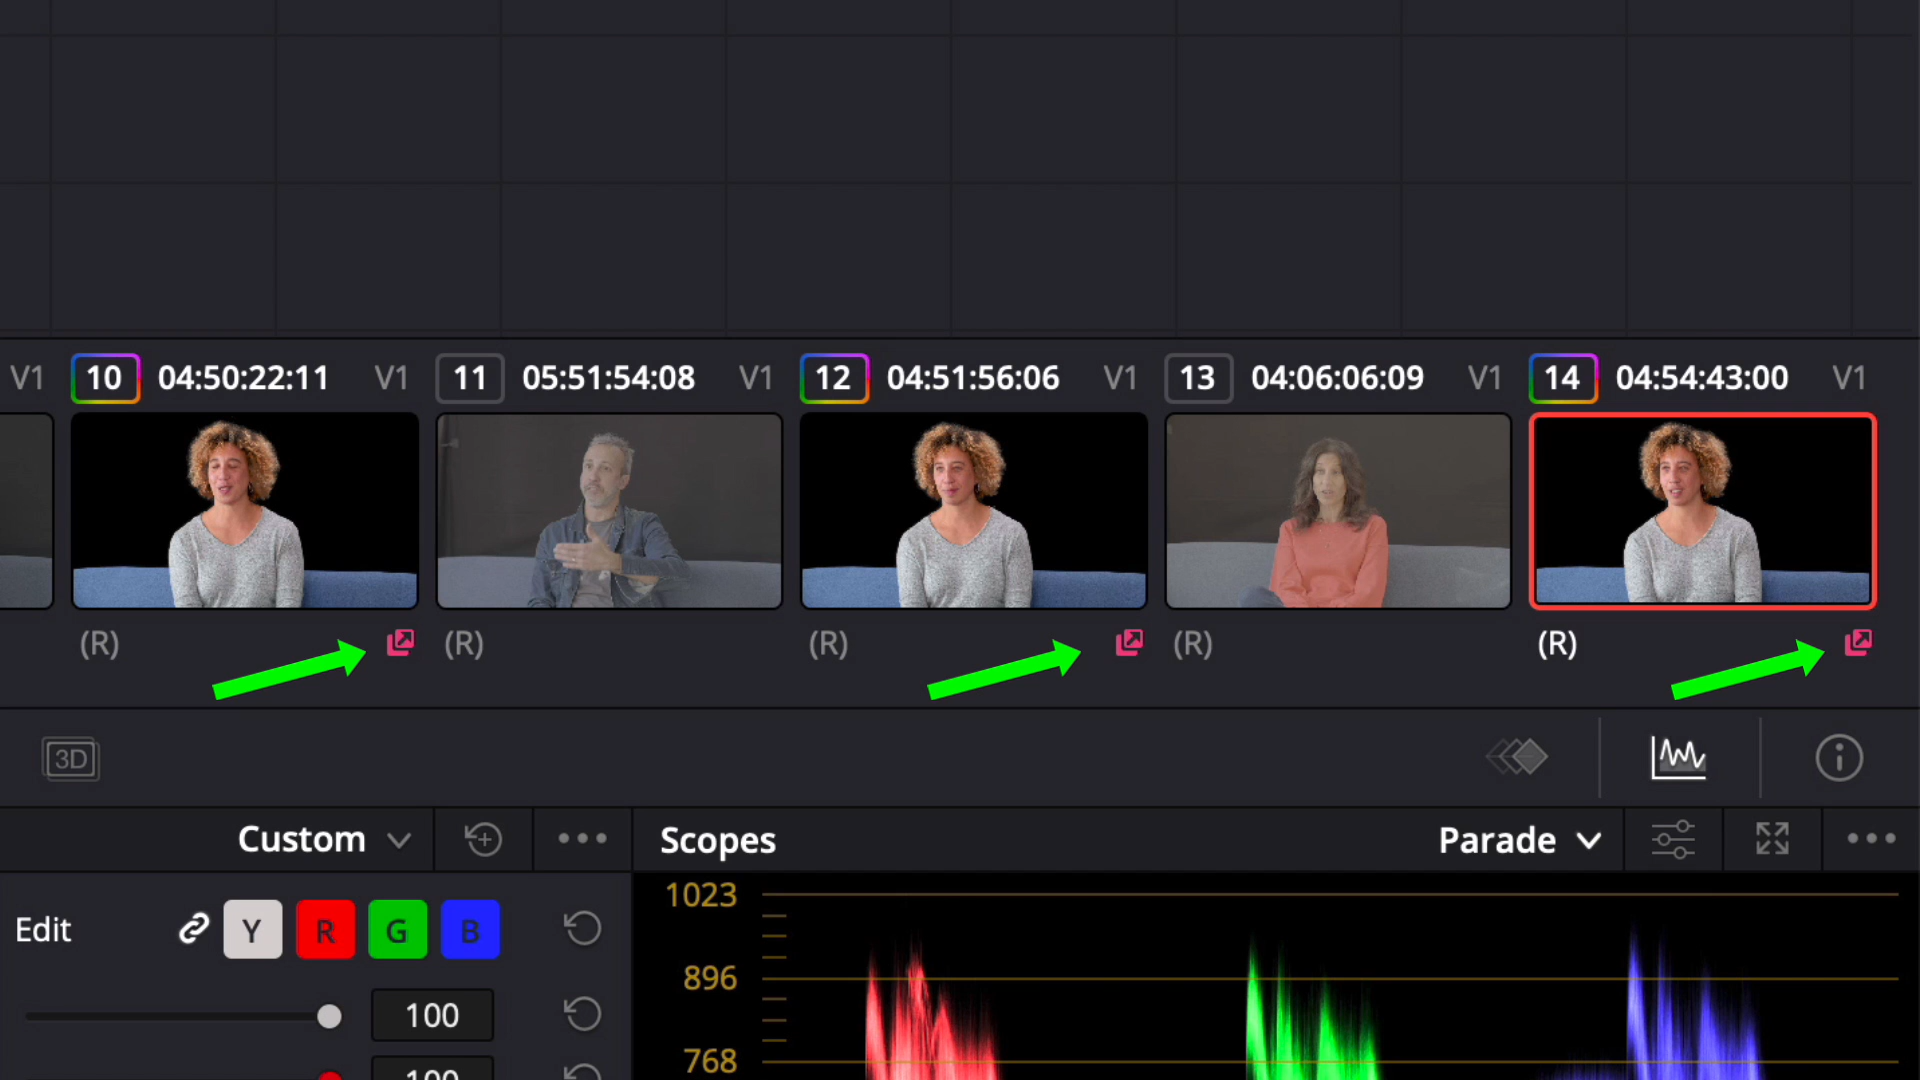 V1 10 04:50:22:11 V1 11 05:51:54:08 V1 12 04:51:56:06 V1 13 04:06:06:09 V1 14 04:54:43:00 V1
(R) (R) (R) (R) (R)
3D
Custom
Scopes
Parade
Edit Y R G B
100
100
1023
896
768